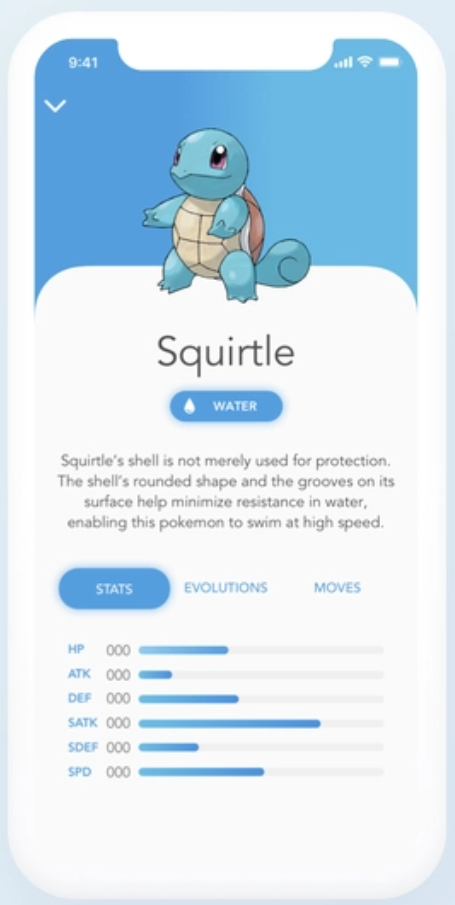 9:41
Squirtle
WATER
Squirtle's shell is not merely used for protection.
The shell's rounded shape and the grooves on its
surface help minimize resistance in water,
enabling this pokemon to swim at high speed.
STATS EVOLUTIONS MOVES
HP 000
ATK 000
DEF 000
SATK 000
SDEF 000
SPD 000